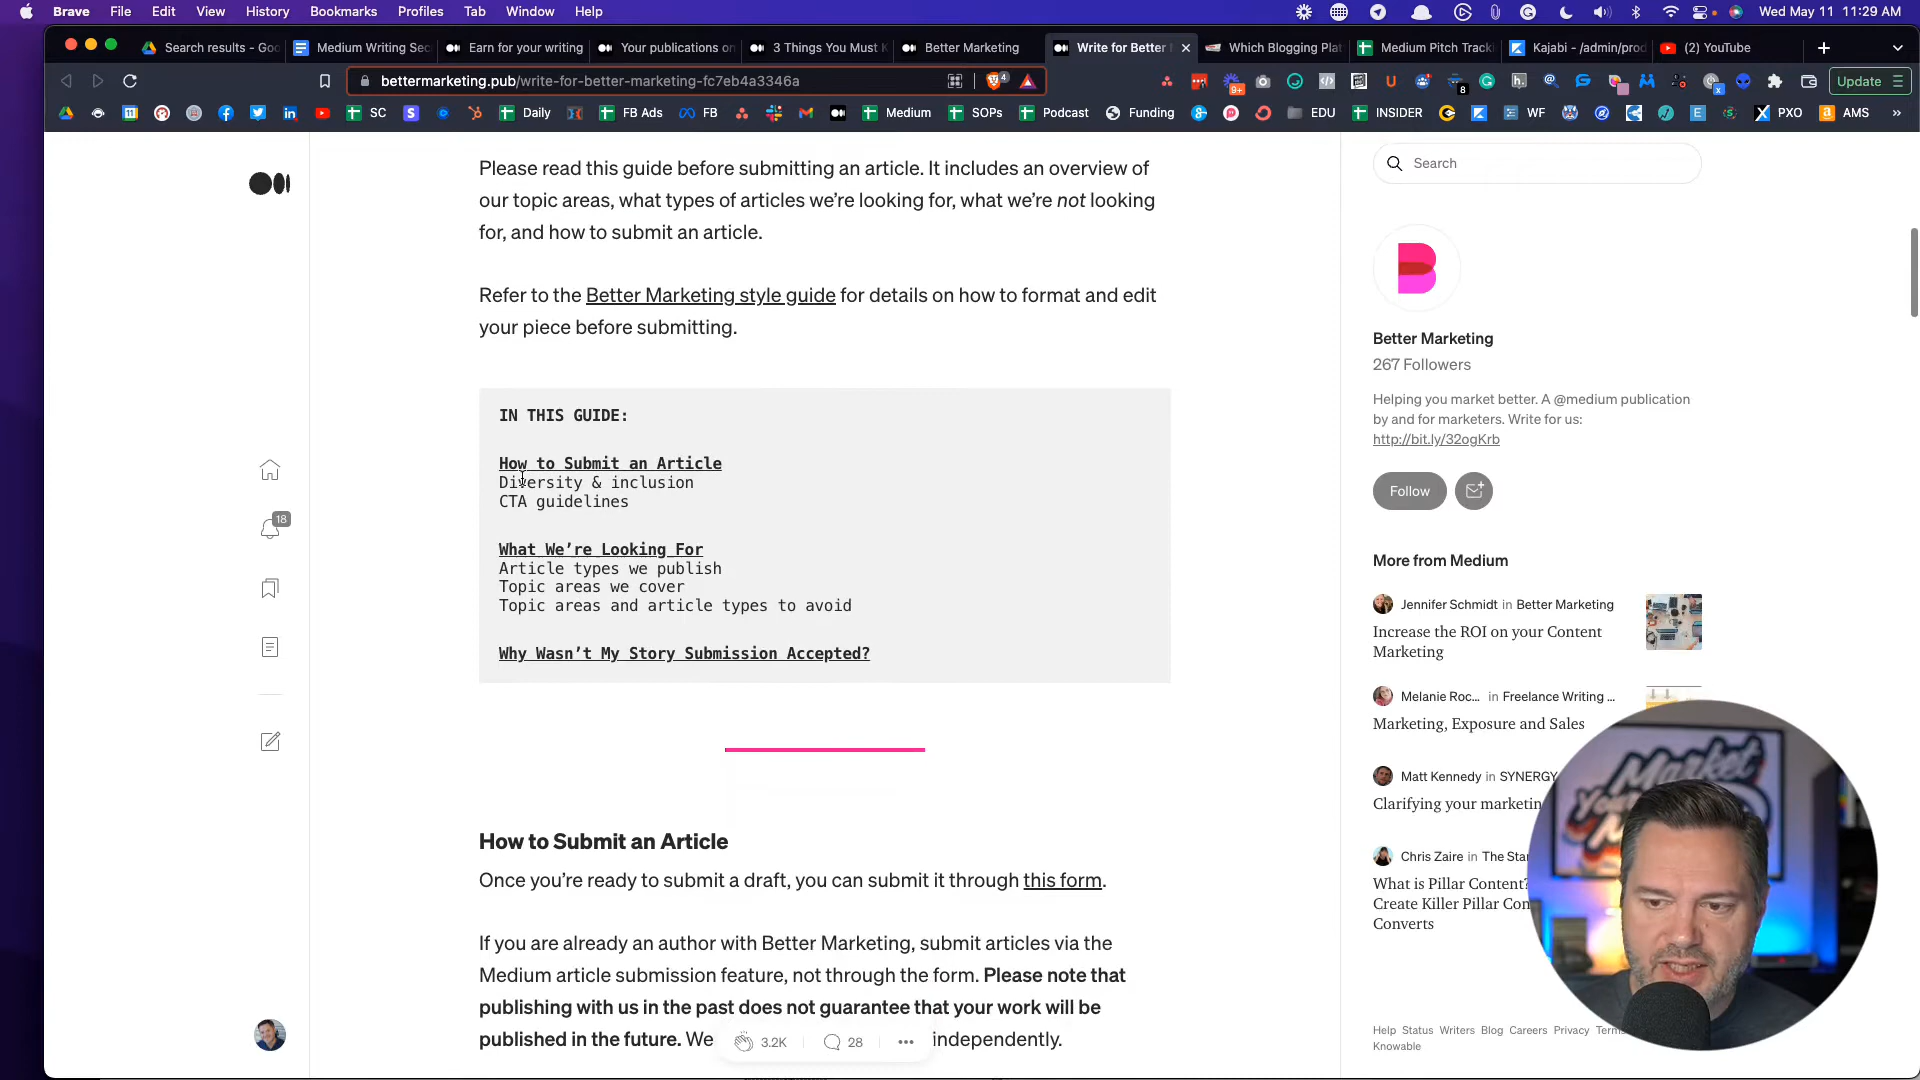 Brave File Edit View History Bookmarks Profiles Tab Window Help
Wed May 11 11:29 AM
Search results - Goo
Medium Writing Sec
Earn for your writing
Your publications on
3 Things You Must K
Better Marketing
Write for Better
Which Blogging Plat
Medium Pitch Tracki
Kajabi - /admin/prod
(2) YouTube
bettermarketing.pub/write-for-better-marketing-fc7eb4a3346a
Update
SC Daily FB Ads FB Medium SOPs Podcast Funding EDU INSIDER WF PXO AMS
Please read this guide before submitting an article. It includes an overview of
our topic areas, what types of articles we’re looking for, what we’re not looking
for, and how to submit an article.
Refer to the Better Marketing style guide for details on how to format and edit
your piece before submitting.
IN THIS GUIDE:
How to Submit an Article
Diversity & inclusion
CTA guidelines
What We’re Looking For
Article types we publish
Topic areas we cover
Topic areas and article types to avoid
Why Wasn’t My Story Submission Accepted?
How to Submit an Article
Once you’re ready to submit a draft, you can submit it through this form.
If you are already an author with Better Marketing, submit articles via the
Medium article submission feature, not through the form. Please note that
publishing with us in the past does not guarantee that your work will be
published in the future. We
independently.
3.2K
28
18
Search
Better Marketing
267 Followers
Helping you market better. A @medium publication
by and for marketers. Write for us:
http://bit.ly/32ogKrb
Follow
More from Medium
Jennifer Schmidt in Better Marketing
Increase the ROI on your Content
Marketing
Melanie Roc... in Freelance Writing ...
Marketing, Exposure and Sales
Matt Kennedy in SYNERGY
Clarifying your marketin
Chris Zaire in The Star
What is Pillar Content?
Create Killer Pillar Con
Converts
Help Status Writers Blog Careers Privacy Terms
Knowable
Market